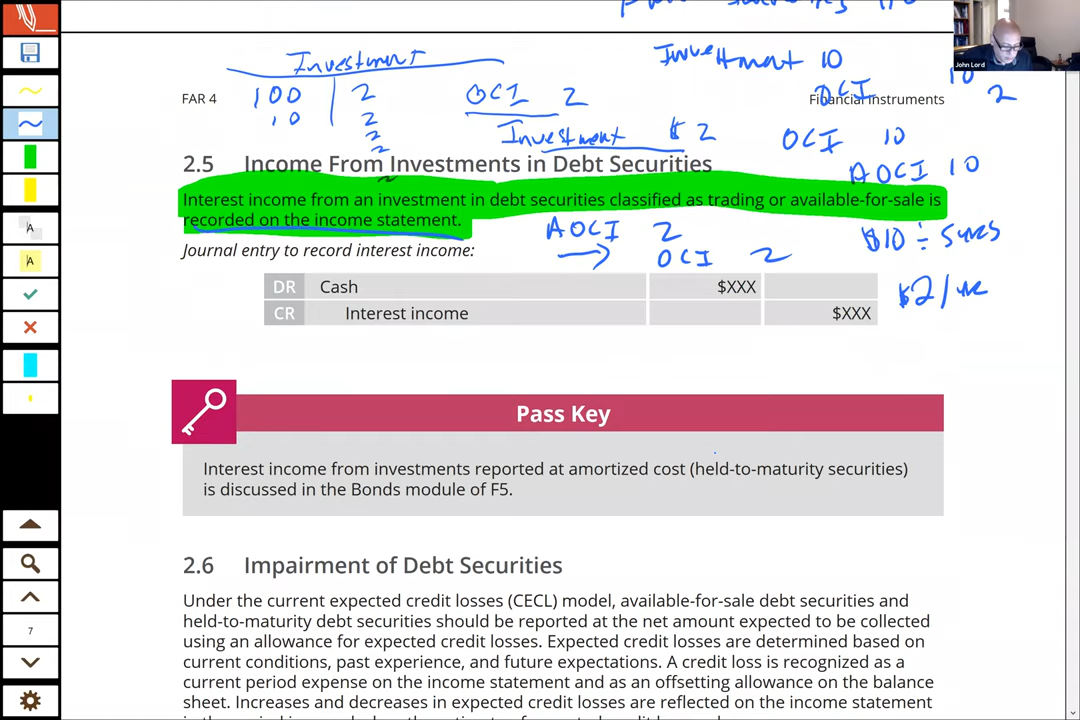 John Lord
Investment
Investment 10
100 2
10 2
2
2
OCI 2
Investment $2
OCI 10
2
FAR 4
Financial Instruments
OCI 10
AOCI 10
2.5 Income From Investments in Debt Securities
Interest income from an investment in debt securities classified as trading or available-for-sale is
recorded on the income statement.
AOCI 2
OCI 2
$10 ÷ 5
$2/
Journal entry to record interest income:
DR Cash $XXX
CR Interest income $XXX
Pass Key
Interest income from investments reported at amortized cost (held-to-maturity securities)
is discussed in the Bonds module of F5.
2.6 Impairment of Debt Securities
Under the current expected credit losses (CECL) model, available-for-sale debt securities and
held-to-maturity debt securities should be reported at the net amount expected to be collected
using an allowance for expected credit losses. Expected credit losses are determined based on
current conditions, past experience, and future expectations. A credit loss is recognized as a
current period expense on the income statement and as an offsetting allowance on the balance
sheet. Increases and decreases in expected credit losses are reflected on the income statement
A
A
7